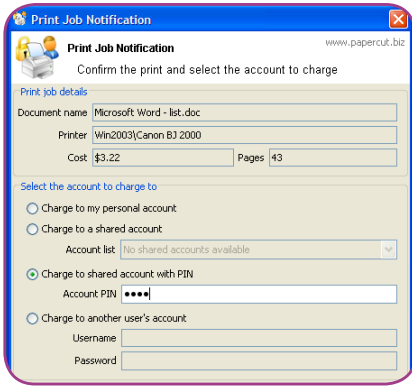 Print Job Notification
Print Job Notification
www.papercut.biz
Confirm the print and select the account to charge
Print job details
Document name Microsoft Word - list.doc
Printer Win2003\Canon BJ 2000
Cost $3.22 Pages 43
Select the account to charge to
Charge to my personal account
Charge to a shared account
Account list No shared accounts available
Charge to shared account with PIN
Account PIN ●●●●
Charge to another user's account
Username
Password